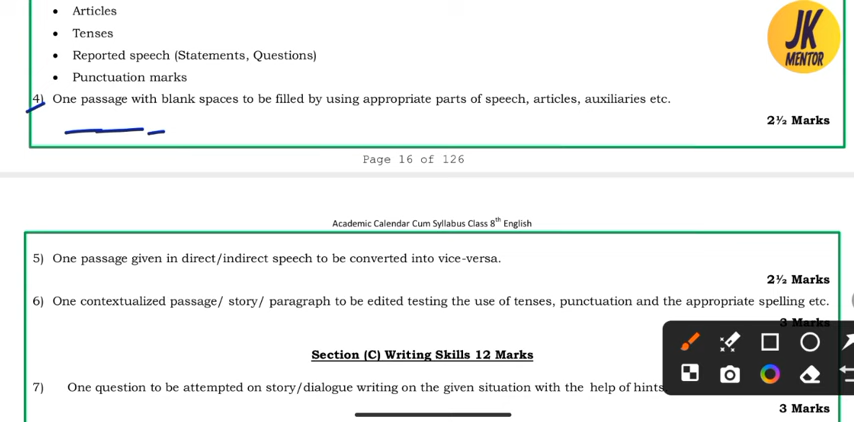 • Articles
• Tenses
• Reported speech (Statements, Questions)
• Punctuation marks
JK
MENTOR
4) One passage with blank spaces to be filled by using appropriate parts of speech, articles, auxiliaries etc.
2½ Marks
Page 16 of 126
Academic Calendar Cum Syllabus Class 8th English
5) One passage given in direct/indirect speech to be converted into vice-versa.
2½ Marks
6) One contextualized passage/ story/ paragraph to be edited testing the use of tenses, punctuation and the appropriate spelling etc.
3 Marks
Section (C) Writing Skills 12 Marks
7) One question to be attempted on story/dialogue writing on the given situation with the help of hints
3 Marks